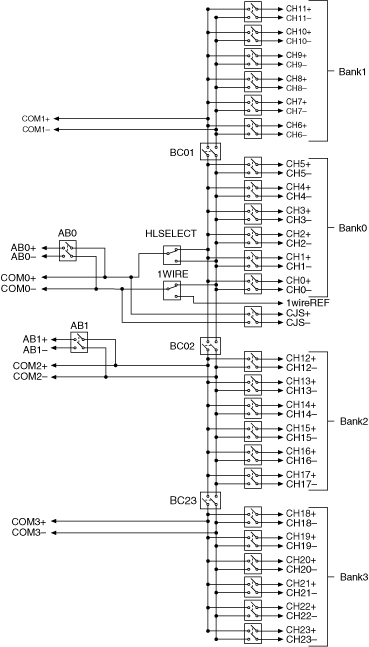 CH11+
CH11–
CH10+
CH10–
CH9+
CH9–
Bank1
CH8+
CH8–
CH7+
CH7–
COM1+
CH6+
COM1–
CH6–
BC01
CH5+
CH5–
CH4+
CH4–
CH3+
CH3–
Bank0
AB0
HLSELECT
CH2+
CH2–
AB0+
AB0–
CH1+
CH1–
1WIRE
COM0+
CH0+
COM0–
CH0–
1wireREF
CJS+
CJS–
AB1
AB1+
AB1–
BC02
CH12+
COM2+
CH12–
COM2–
CH13+
CH13–
CH14+
CH14–
Bank2
CH15+
CH15–
CH16+
CH16–
CH17+
CH17–
BC23
CH18+
COM3+
CH18–
COM3–
CH19+
CH19–
CH20+
CH20–
Bank3
CH21+
CH21–
CH22+
CH22–
CH23+
CH23–